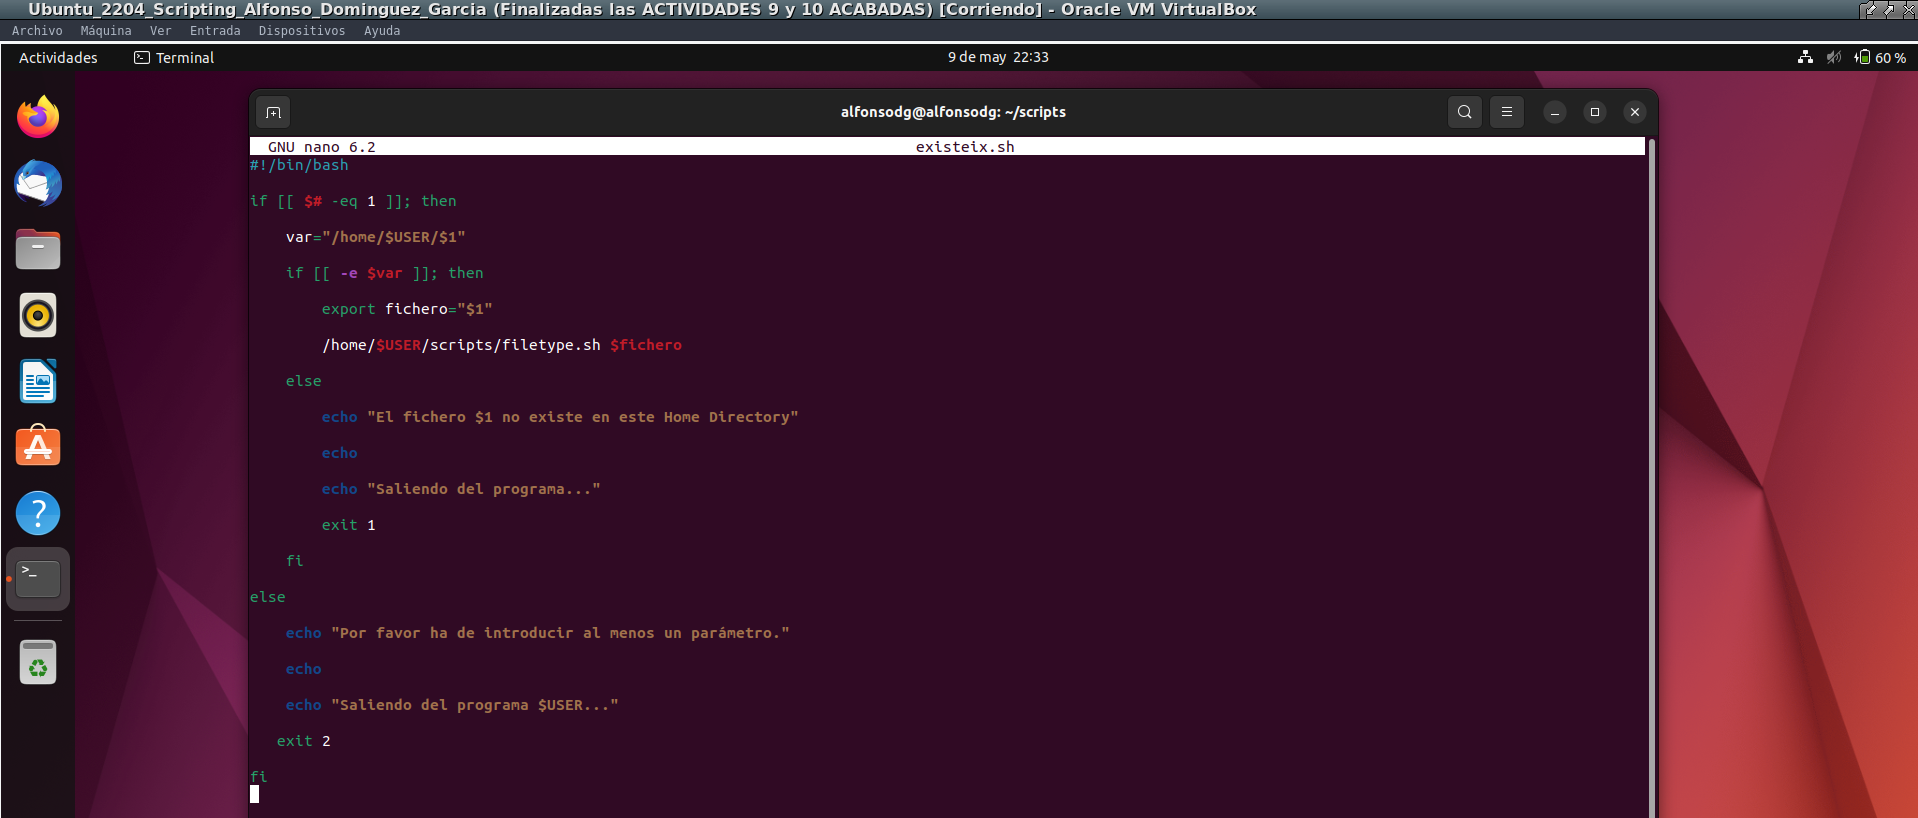 Ubuntu_2204_Scripting_Alfonso_Dominguez_Garcia (Finalizadas las ACTIVIDADES 9 y 10 ACABADAS) [Corriendo] - Oracle VM VirtualBox
Archivo Máquina Ver Entrada Dispositivos Ayuda
Actividades Terminal 9 de may 22:33 60 %
alfonsodg@alfonsodg: ~/scripts
GNU nano 6.2 existeix.sh
#!/bin/bash
if [[ $# -eq 1 ]]; then
var="/home/$USER/$1"
if [[ -e $var ]]; then
export fichero="$1"
/home/$USER/scripts/filetype.sh $fichero
else
echo "El fichero $1 no existe en este Home Directory"
echo
echo "Saliendo del programa..."
exit 1
fi
else
echo "Por favor ha de introducir al menos un parámetro."
echo
echo "Saliendo del programa $USER..."
exit 2
fi